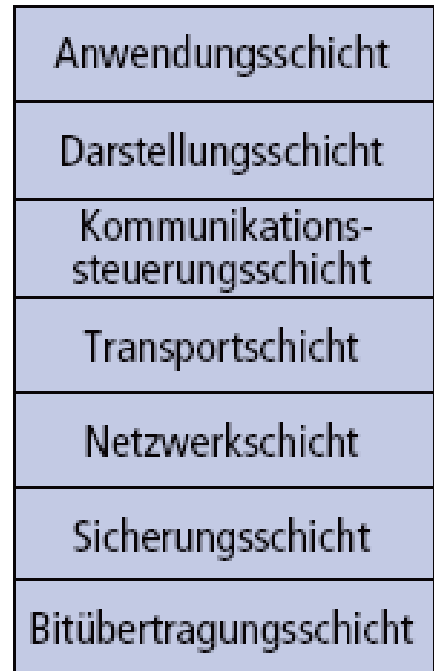 Anwendungsschicht
Darstellungsschicht
Kommunikations-
steuerungsschicht
Transportschicht
Netzwerkschicht
Sicherungsschicht
Bitübertragungsschicht